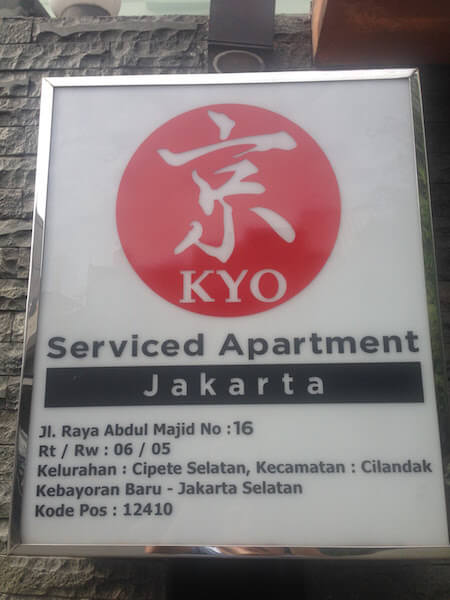 京
KYO
Serviced Apartment
Jakarta
Jl. Raya Abdul Majid No : 16
Rt / Rw : 06 / 05
Kelurahan : Cipete Selatan, Kecamatan : Cilandak
Kebayoran Baru - Jakarta Selatan
Kode Pos : 12410